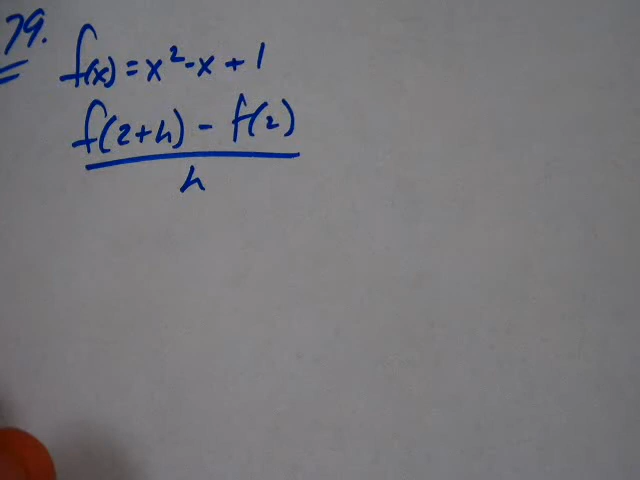 79. f(x) = x² - x + 1
f(2+h) - f(2)
h